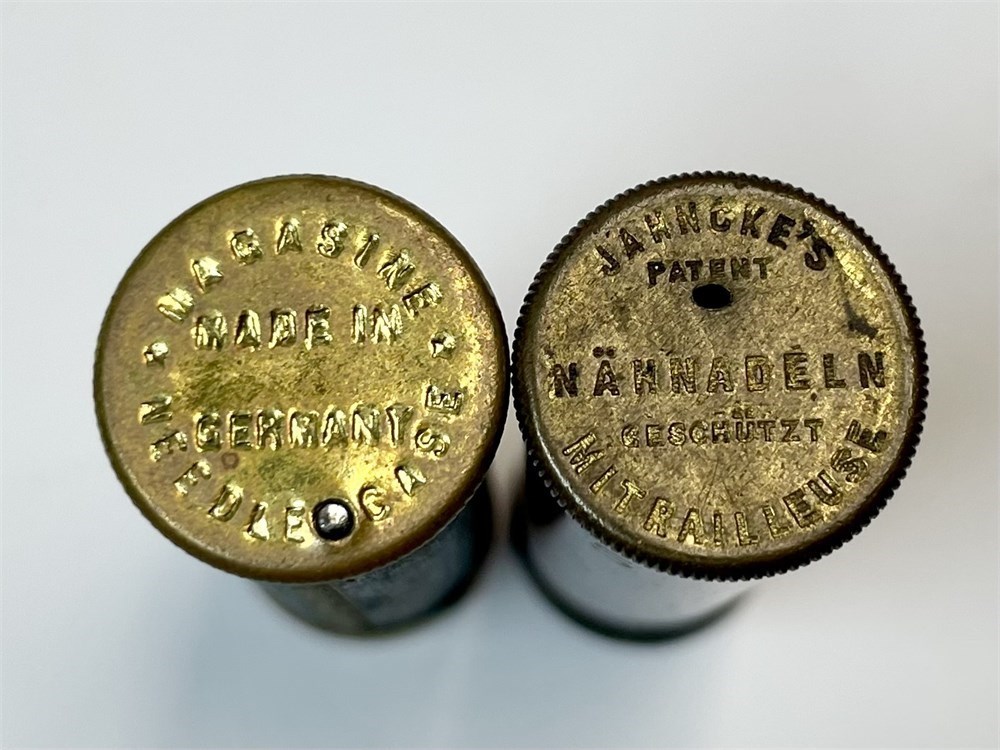 MAGASINE
MADE IN
GERMANY
NEEDLE CASE
JAHNCKE'S
PATENT
NÄHNADELN
GESCHÜTZT
MITRAILLEUSE